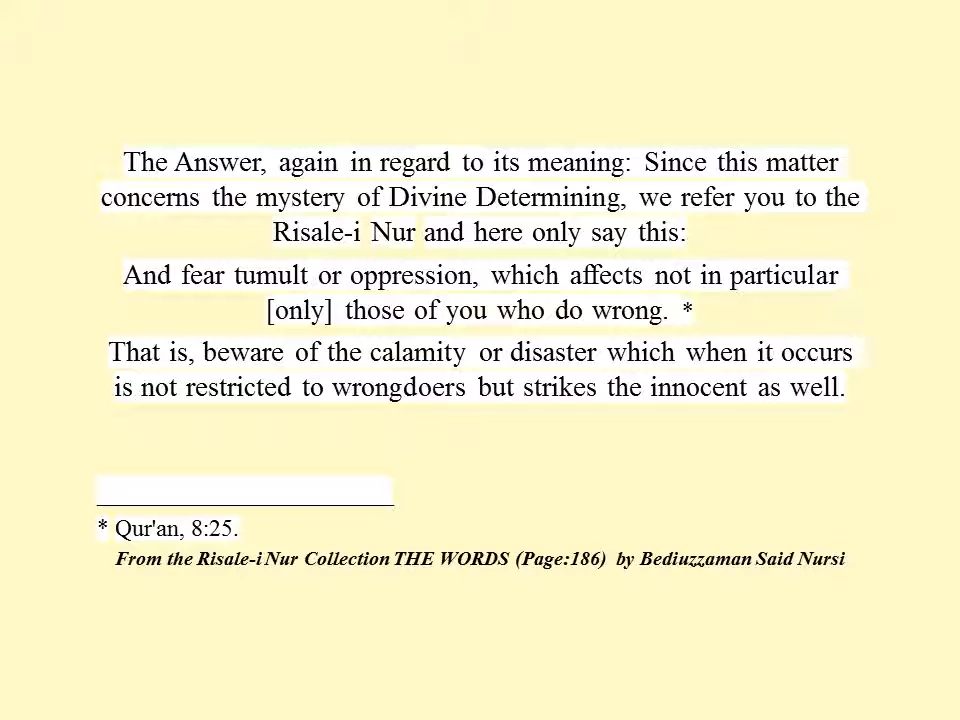 The Answer, again in regard to its meaning: Since this matter
concerns the mystery of Divine Determining, we refer you to the
Risale-i Nur and here only say this:
And fear tumult or oppression, which affects not in particular
[only] those of you who do wrong. *
That is, beware of the calamity or disaster which when it occurs
is not restricted to wrongdoers but strikes the innocent as well.
* Qur'an, 8:25.
From the Risale-i Nur Collection THE WORDS (Page:186) by Bediuzzaman Said Nursi